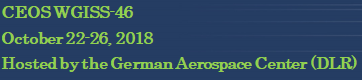 CEOS WGISS-46
October 22-26, 2018
Hosted by the German Aerospace Center (DLR)